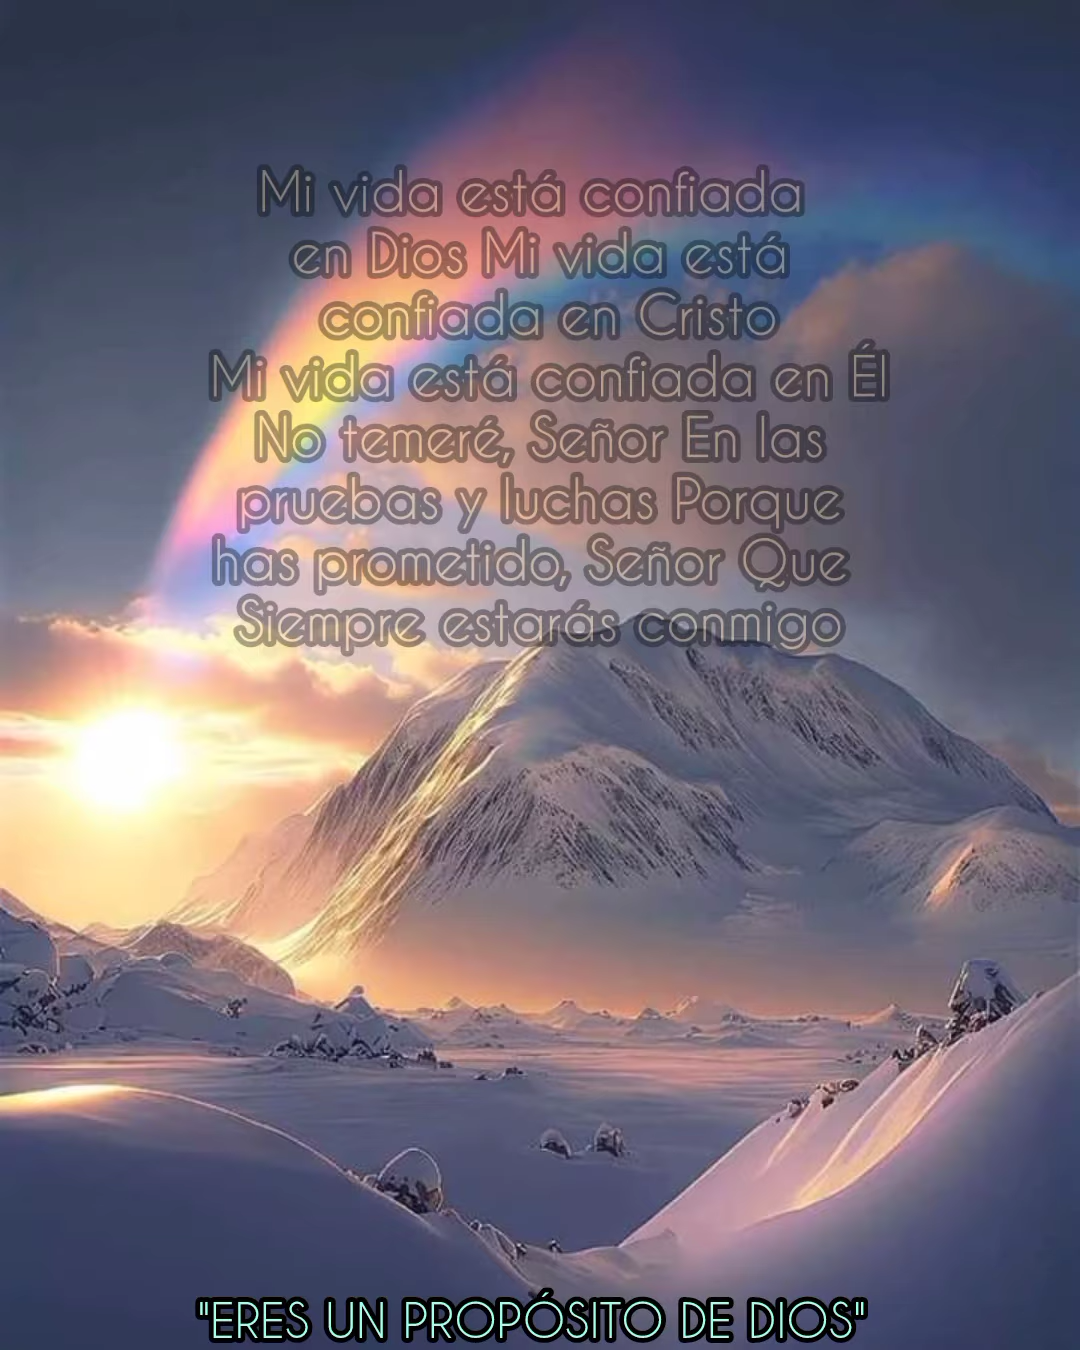 Mi vida está confiada
en Dios Mi vida está
confiada en Cristo
Mi vida está confiada en Él
No temeré, Señor En las
pruebas y luchas Porque
has prometido, Señor Que
Siempre estarás conmigo
"ERES UN PROPÓSITO DE DIOS"